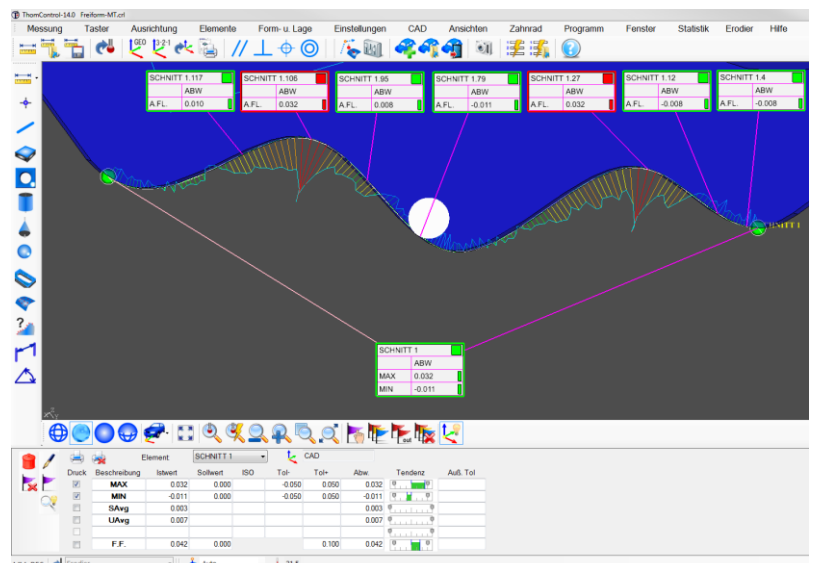 ThomControl-14.0 Freiform-MT.crl
Messung Taster Ausrichtung Elemente Form- u. Lage Einstellungen CAD Ansichten Zahnrad Programm Fenster Statistik Erodier Hilfe
GEO 3-2-1
SCHNITT 1.117 SCHNITT 1.106 SCHNITT 1.95 SCHNITT 1.79 SCHNITT 1.27 SCHNITT 1.12 SCHNITT 1.4
ABW ABW ABW ABW ABW ABW ABW
A.FL. 0.010 A.FL. 0.032 A.FL. 0.008 A.FL. -0.011 A.FL. 0.032 A.FL. -0.008 A.FL. -0.008
SCHNITT 1
ABW
MAX 0.032
MIN -0.011
out
Element SCHNITT 1 CAD
Druck Beschreibung Istwert Sollwert ISO Tol- Tol+ Abw. Tendenz Auß. Tol
MAX 0.032 0.000 -0.050 0.050 0.032
MIN -0.011 0.000 -0.050 0.050 -0.011
SAvg 0.003 0.003
UAvg 0.007 0.007
F.F. 0.042 0.000 0.100 0.042